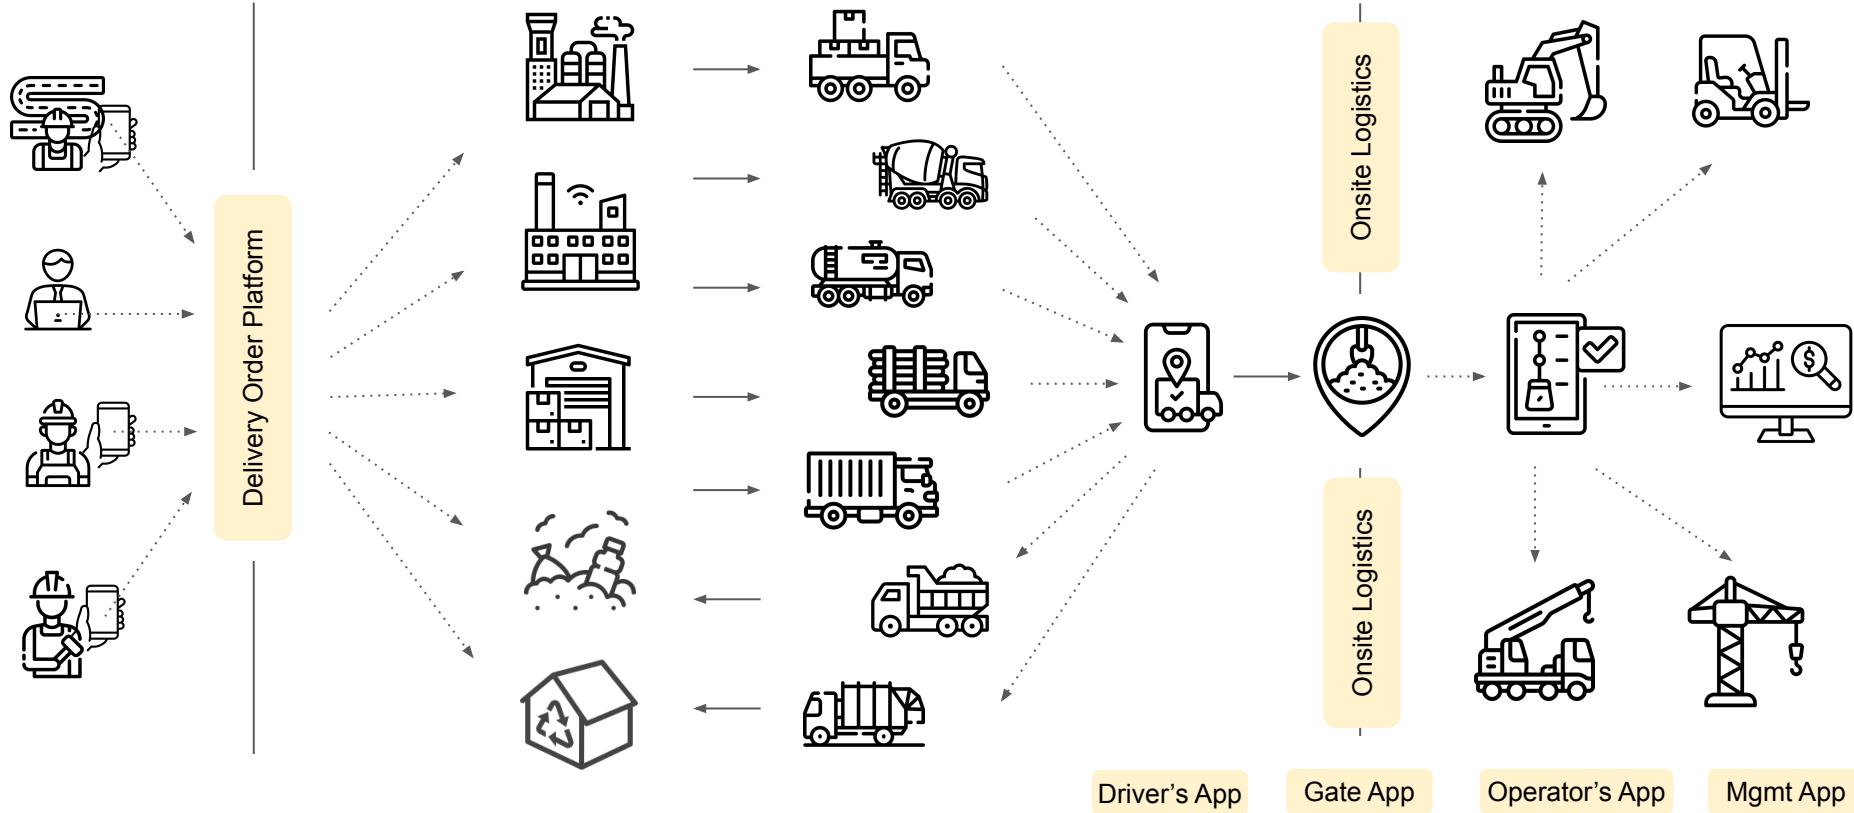 Delivery Order Platform
Onsite Logistics
Onsite Logistics
Driver's App
Gate App
Operator's App
Mgmt App